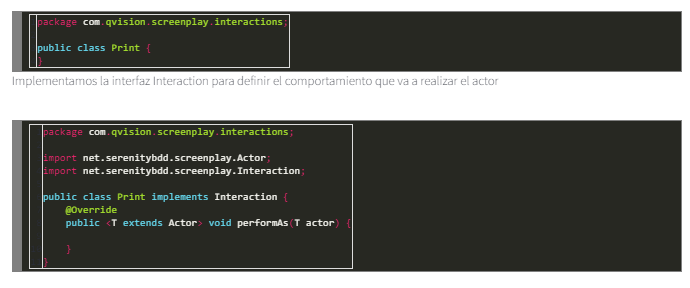 package com.qvision.screenplay.interactions;
public class Print {
}
Implementamos la interfaz Interaction para definir el comportamiento que va a realizar el actor
package com.qvision.screenplay.interactions;
import net.serenitybdd.screenplay.Actor;
import net.serenitybdd.screenplay.Interaction;
public class Print implements Interaction {
@Override
public <T extends Actor> void performAs(T actor) {
}
}